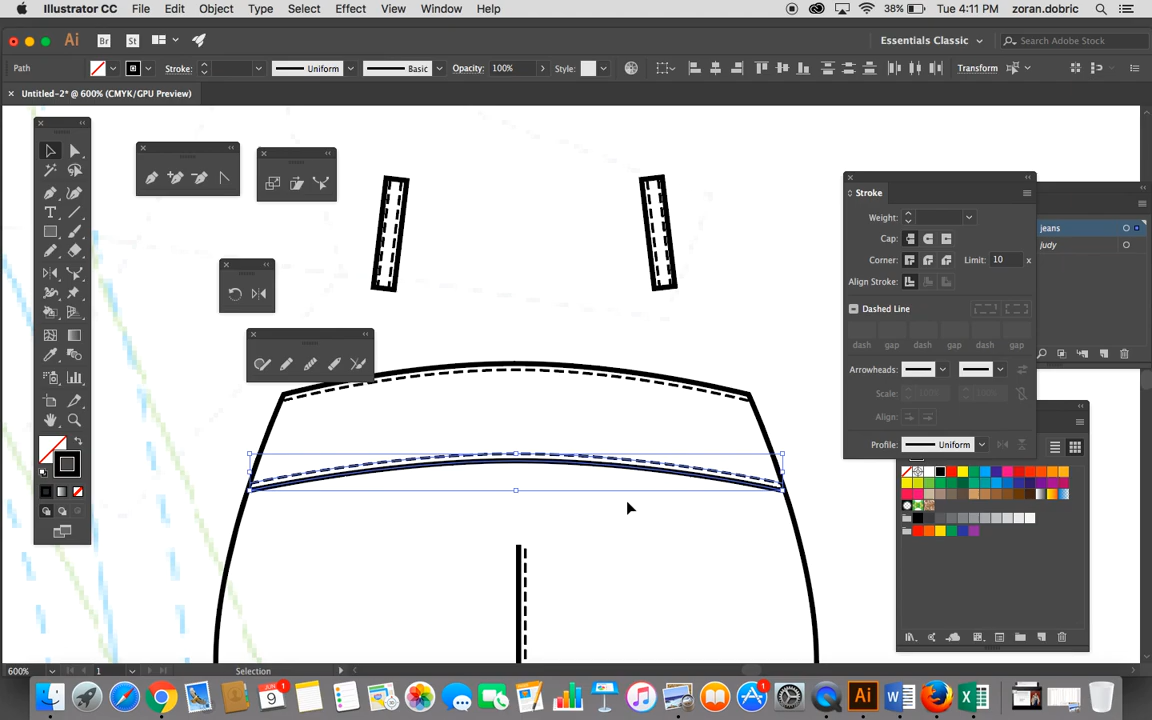 Illustrator CC File Edit Object Type Select Effect View Window Help 38% Tue 4:11 PM zoran.dobric
Ai Br St Essentials Classic Search Adobe Stock
Path Stroke: Uniform Basic Opacity: 100% Style: Transform
× Untitled-2* @ 600% (CMYK/GPU Preview)
Stroke
Weight:
Cap:
Corner: Limit: 10 x
Align Stroke:
Dashed Line
dash gap dash gap dash gap
Arrowheads:
Scale:
Align:
Profile: Uniform
jeans
judy
600% 1 Selection
9 1 1
Ai W X